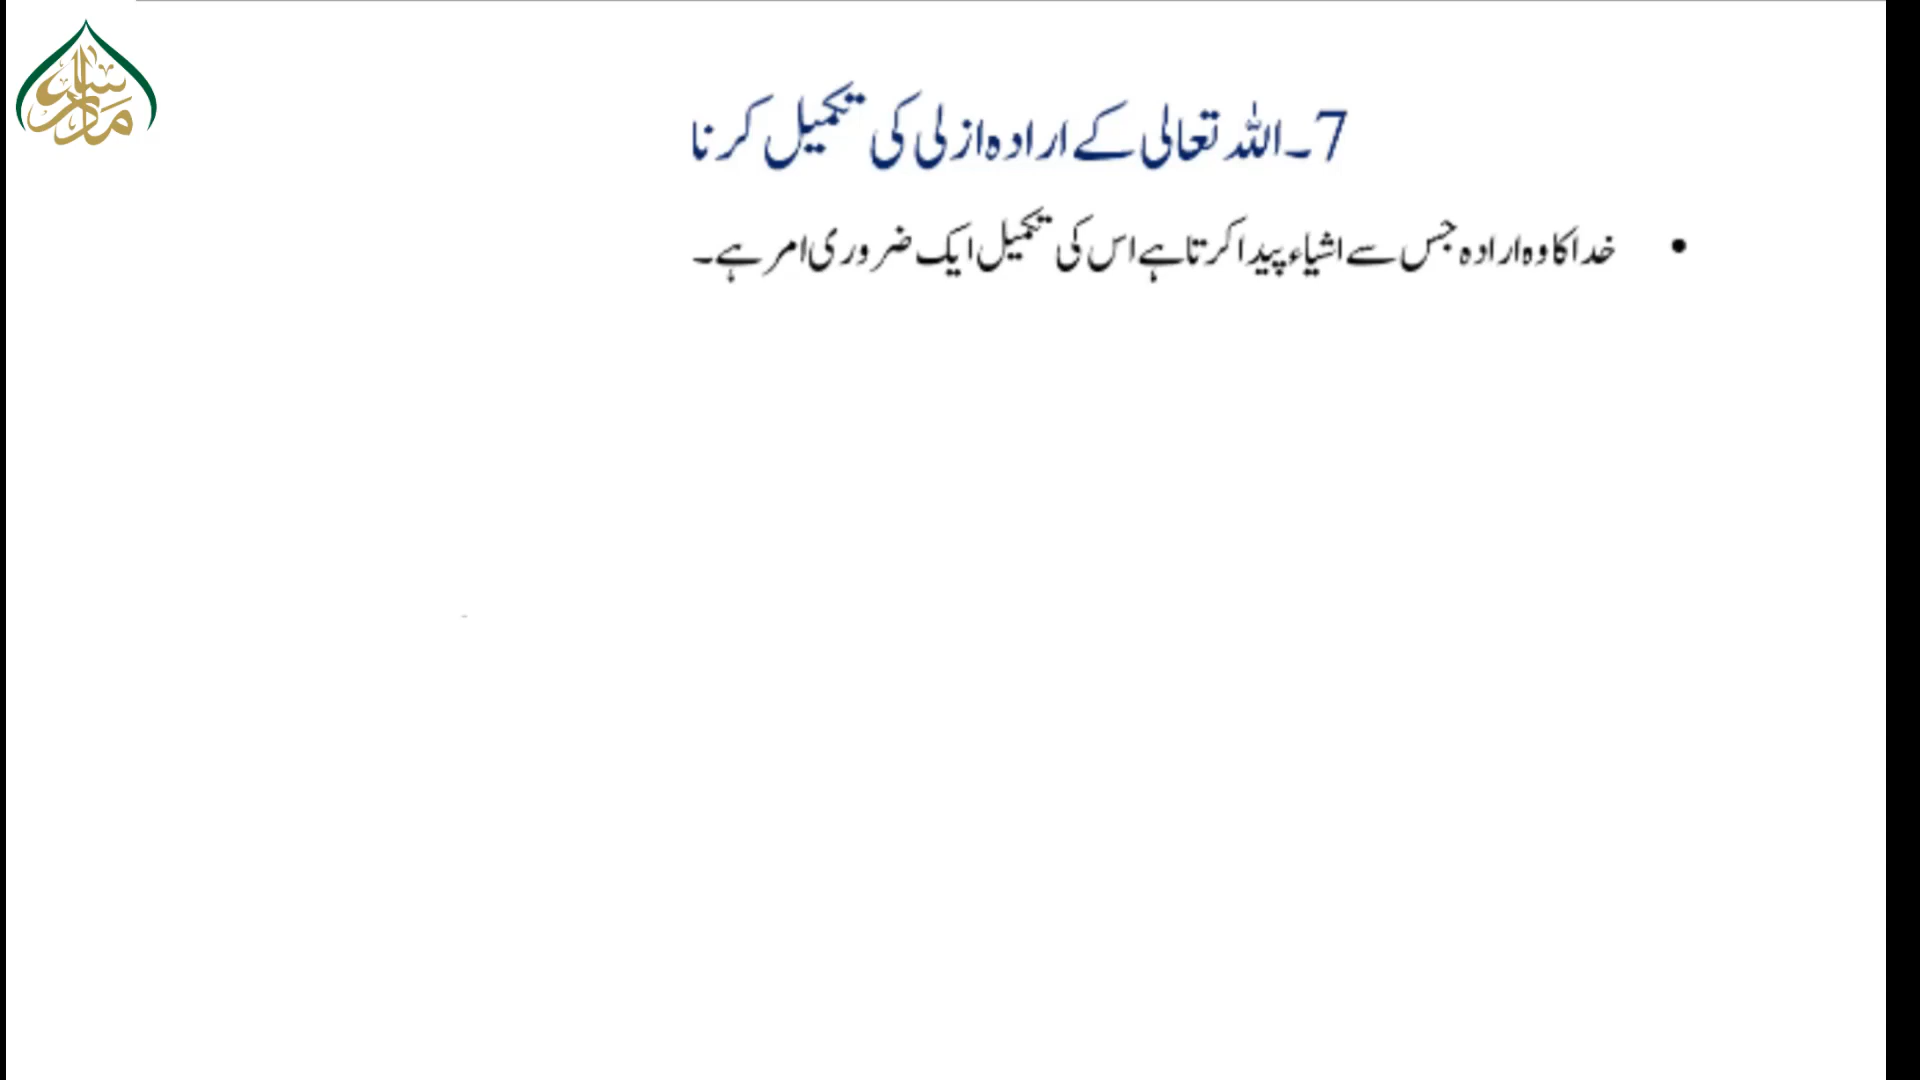 7۔اللہ تعالی کے ارادہ ازلی کی تکمیل کرنا
• خدا کا وہ ارادہ جس سے اشیاء پیدا کرتا ہے اس کی تکمیل ایک ضروری امر ہے۔